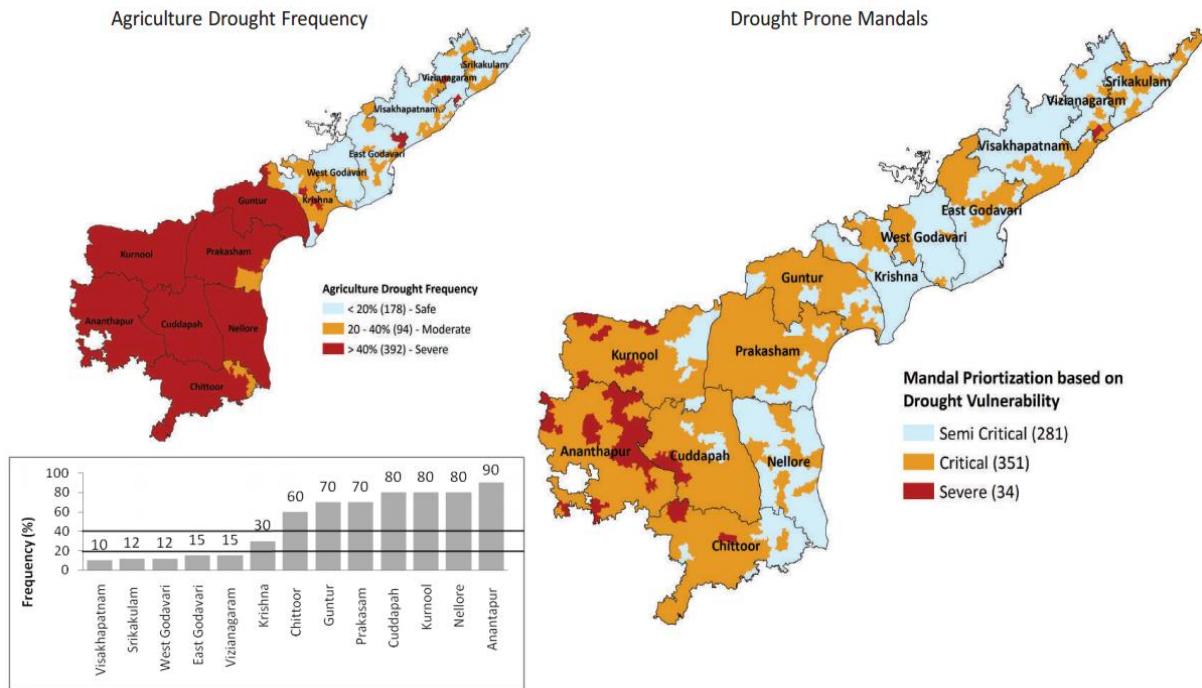 Agriculture Drought Frequency
Srikakulam
Vizianagaram
Visakhapatnam
East Godavari
West Godavari
Krishna
Guntur
Prakasham
Kurnool
Ananthapur
Cuddapah
Nellore
Chittoor
Agriculture Drought Frequency
< 20% (178) - Safe
20 - 40% (94) - Moderate
> 40% (392) - Severe
Frequency (%)
100
80
60
40
20
0
10
12
12
15
15
30
60
70
70
80
80
80
90
Visakhapatnam
Srikakulam
West Godavari
East Godavari
Vizianagaram
Krishna
Chittoor
Guntur
Prakasam
Cuddapah
Kurnool
Nellore
Anantapur
Drought Prone Mandals
Srikakulam
Vizianagaram
Visakhapatnam
East Godavari
West Godavari
Krishna
Guntur
Prakasham
Kurnool
Ananthapur
Cuddapah
Nellore
Chittoor
Mandal Priortization based on
Drought Vulnerability
Semi Critical (281)
Critical (351)
Severe (34)